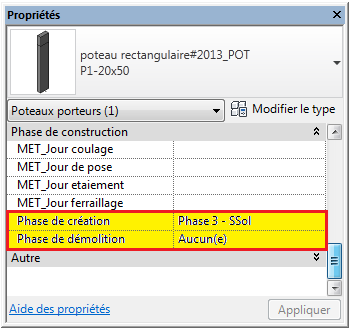 Propriétés
poteau rectangulaire#2013_POT
P1-20x50
Poteaux porteurs (1)
Modifier le type
Phase de construction
MET_Jour coulage
MET_Jour de pose
MET_Jour etaiement
MET_Jour ferraillage
Phase de création Phase 3 - SSol
Phase de démolition Aucun(e)
Autre
Aide des propriétés
Appliquer